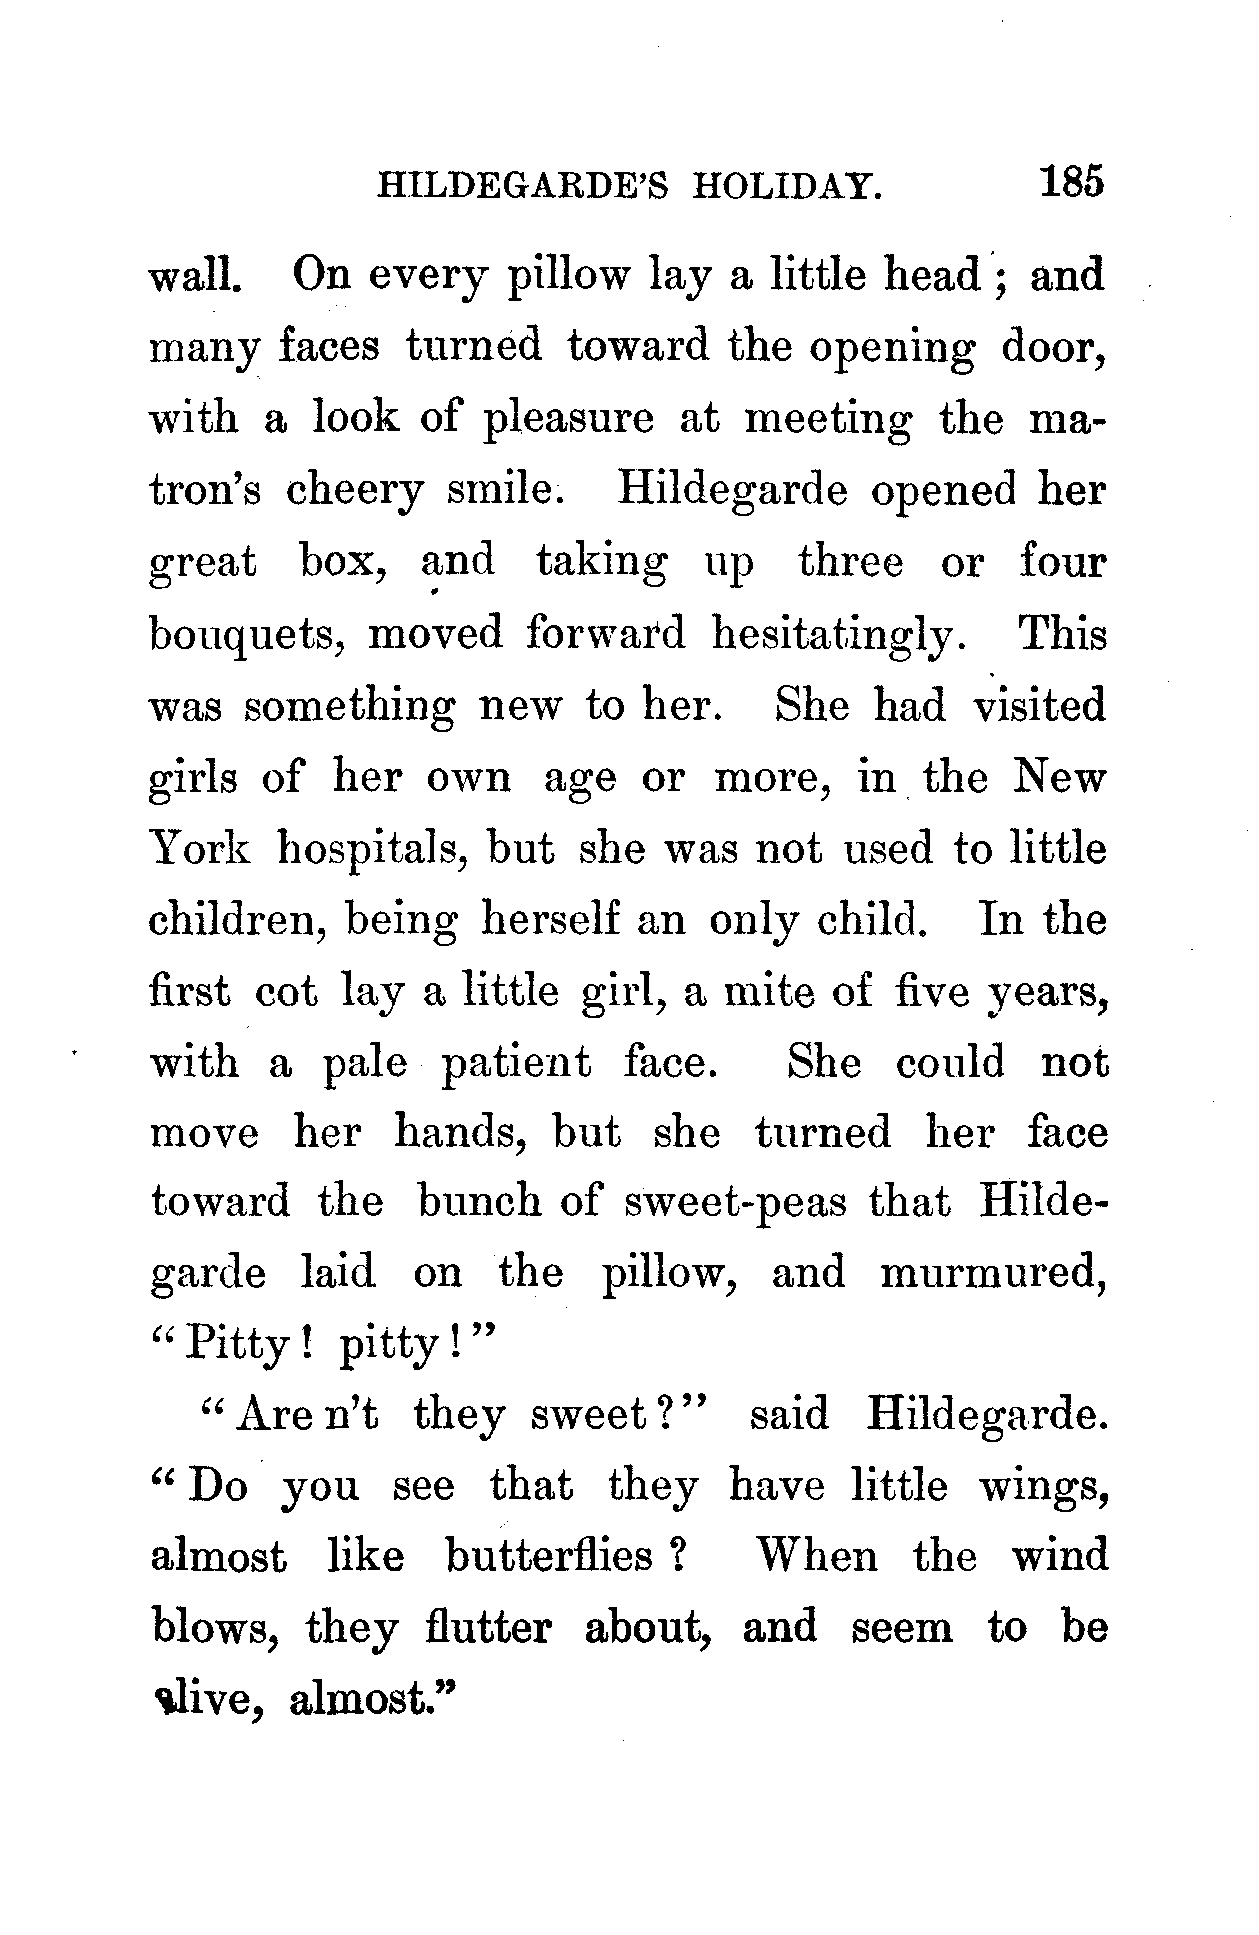 HILDEGARDE'S HOLIDAY. 185
wall. On every pillow lay a little head; and
many faces turned toward the opening door,
with a look of pleasure at meeting the ma-
tron's cheery smile. Hildegarde opened her
great box, and taking up three or four
bouquets, moved forward hesitatingly. This
was something new to her. She had visited
girls of her own age or more, in the New
York hospitals, but she was not used to little
children, being herself an only child. In the
first cot lay a little girl, a mite of five years,
with a pale patient face. She could not
move her hands, but she turned her face
toward the bunch of sweet-peas that Hilde-
garde laid on the pillow, and murmured,
"Pitty! pitty!"
"Are n't they sweet?" said Hildegarde.
"Do you see that they have little wings,
almost like butterflies? When the wind
blows, they flutter about, and seem to be
alive, almost."